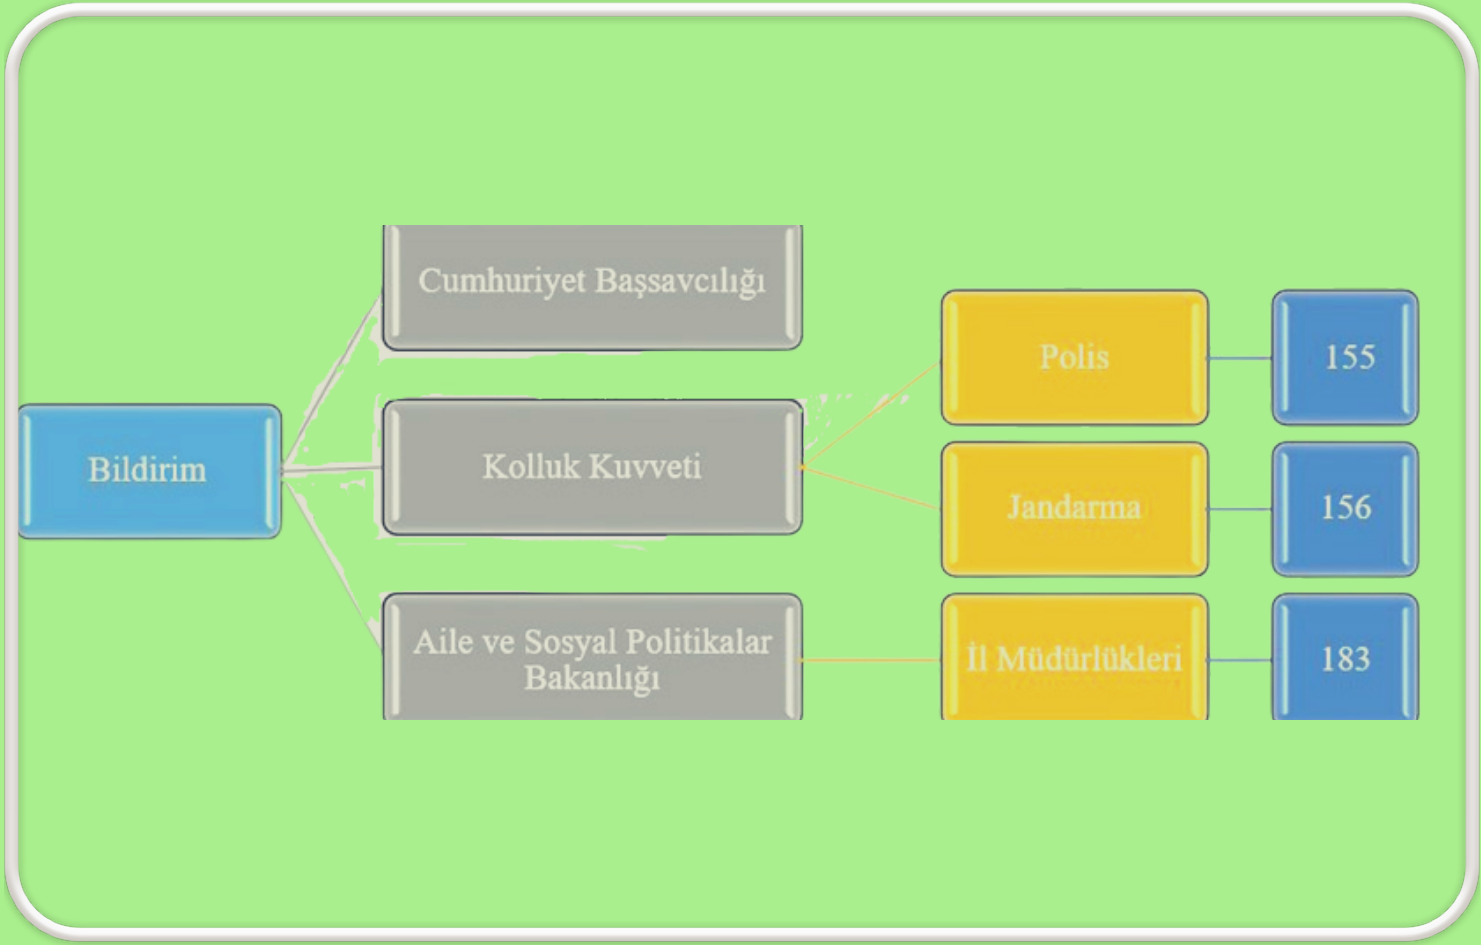 Cumhuriyet Başsavcılığı
Polis
155
Bildirim
Kolluk Kuvveti
Jandarma
156
Aile ve Sosyal Politikalar
Bakanlığı
İl Müdürlükleri
183